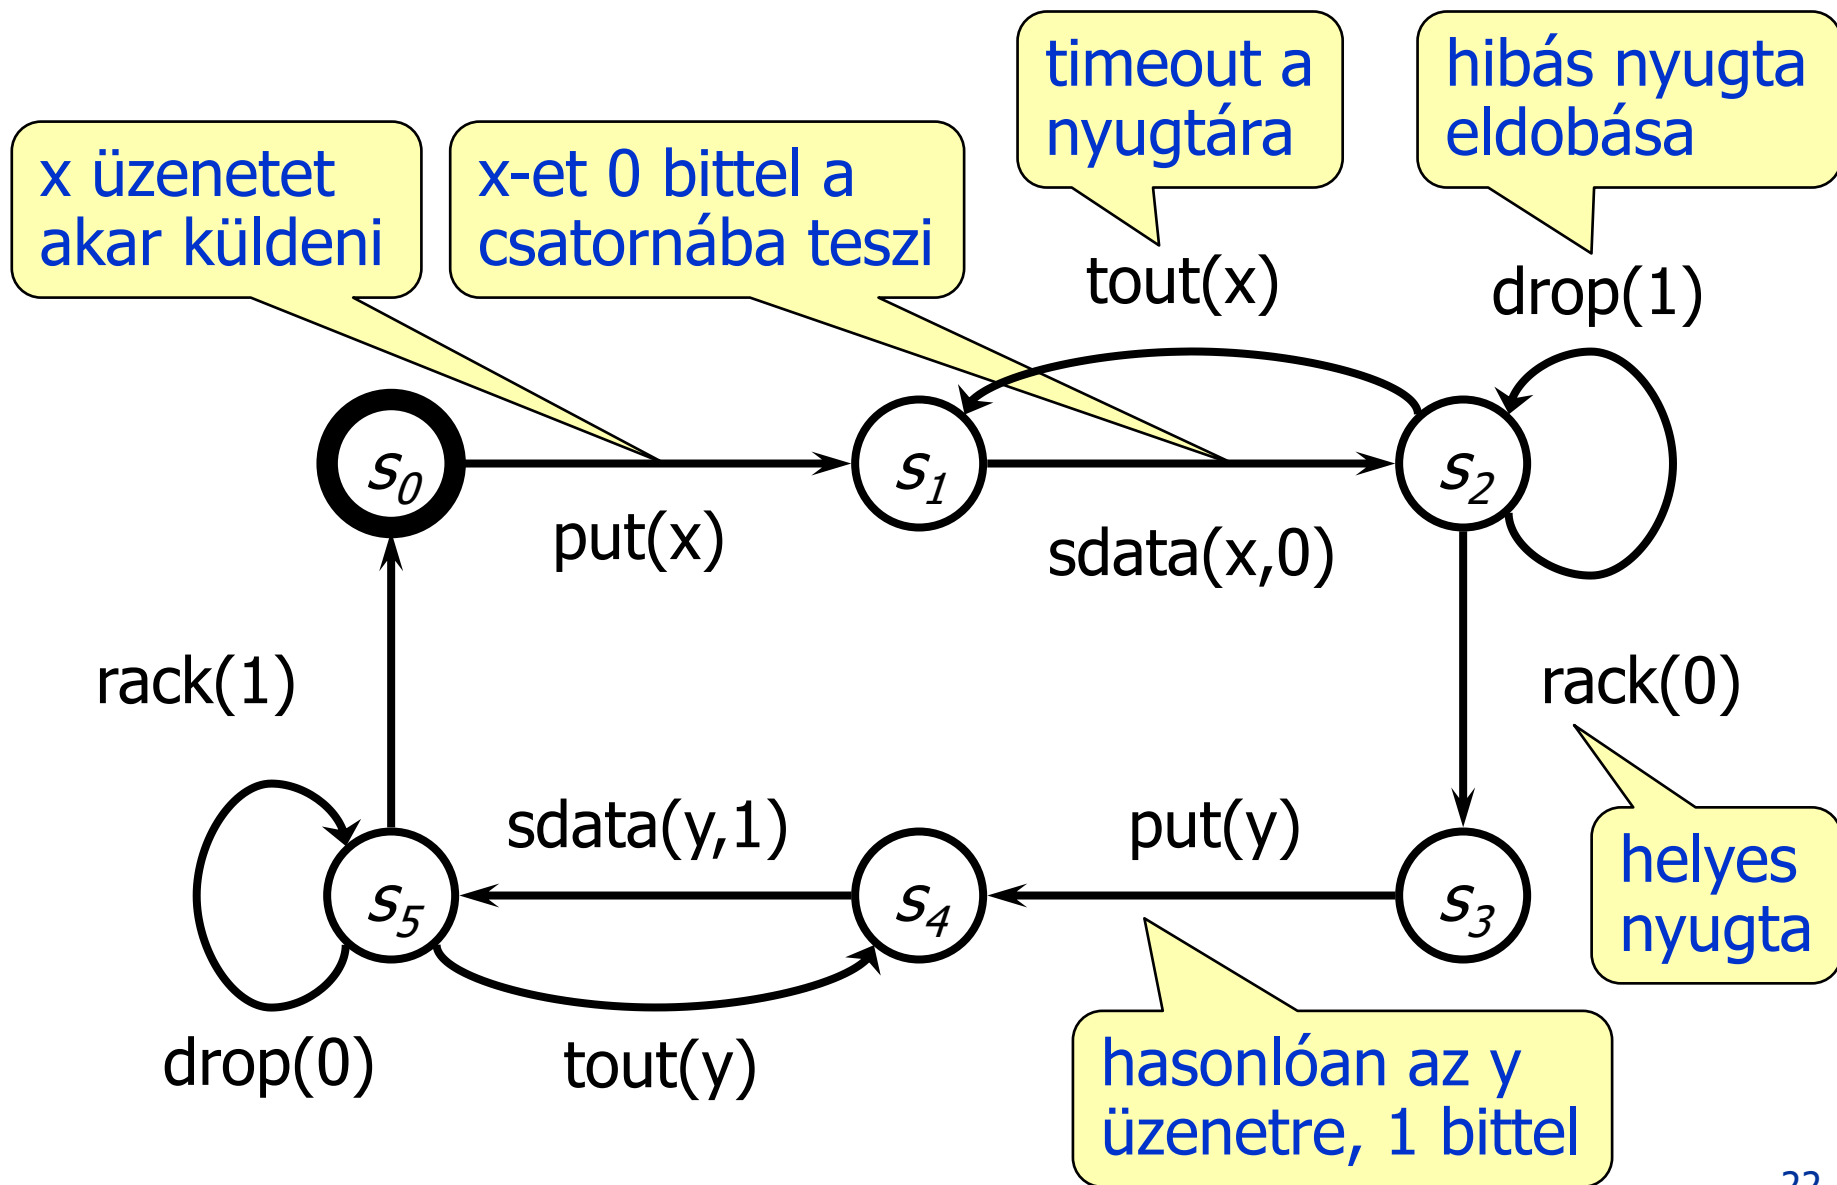 timeout a
nyugtára
hibás nyugta
eldobása
x üzenetet
akar küldeni
x-et 0 bittel a
csatornába teszi
tout(x)
drop(1)
s0
s1
s2
put(x)
sdata(x,0)
rack(1)
rack(0)
sdata(y,1)
put(y)
helyes
nyugta
s5
s4
s3
drop(0)
tout(y)
hasonlóan az y
üzenetre, 1 bittel
22